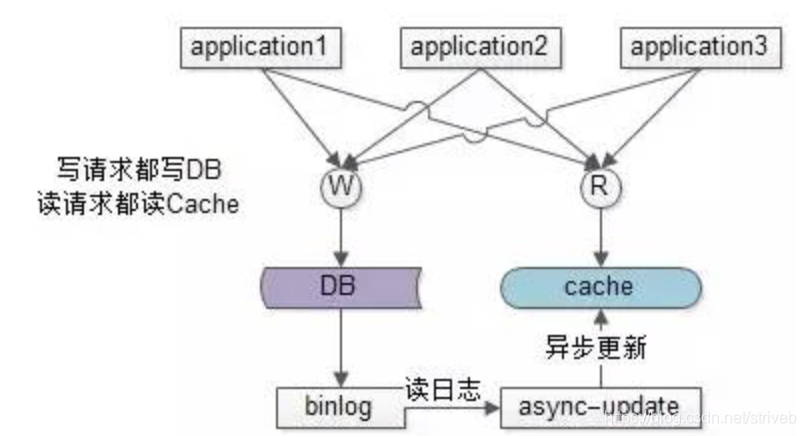 application1
application2
application3
写请求都写DB
读请求都读Cache
W
R
DB
cache
异步更新
binlog
读日志
async-update
https://blog.csdn.net/striveb